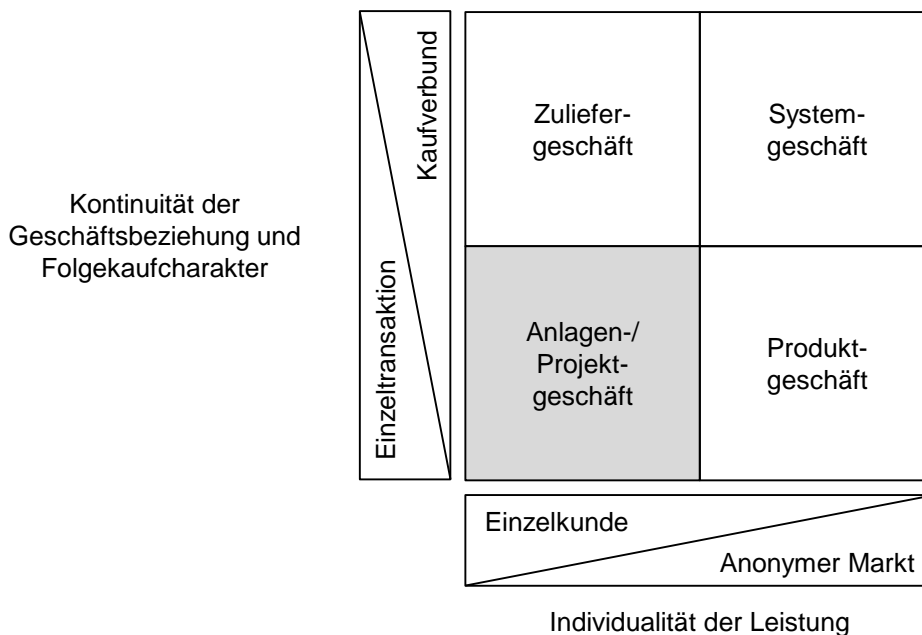 Kontinuität der
Geschäftsbeziehung und
Folgekaufcharakter
Kaufverbund
Einzeltransaktion
Zuliefer-
geschäft
System-
geschäft
Anlagen-/
Projekt-
geschäft
Produkt-
geschäft
Einzelkunde
Anonymer Markt
Individualität der Leistung